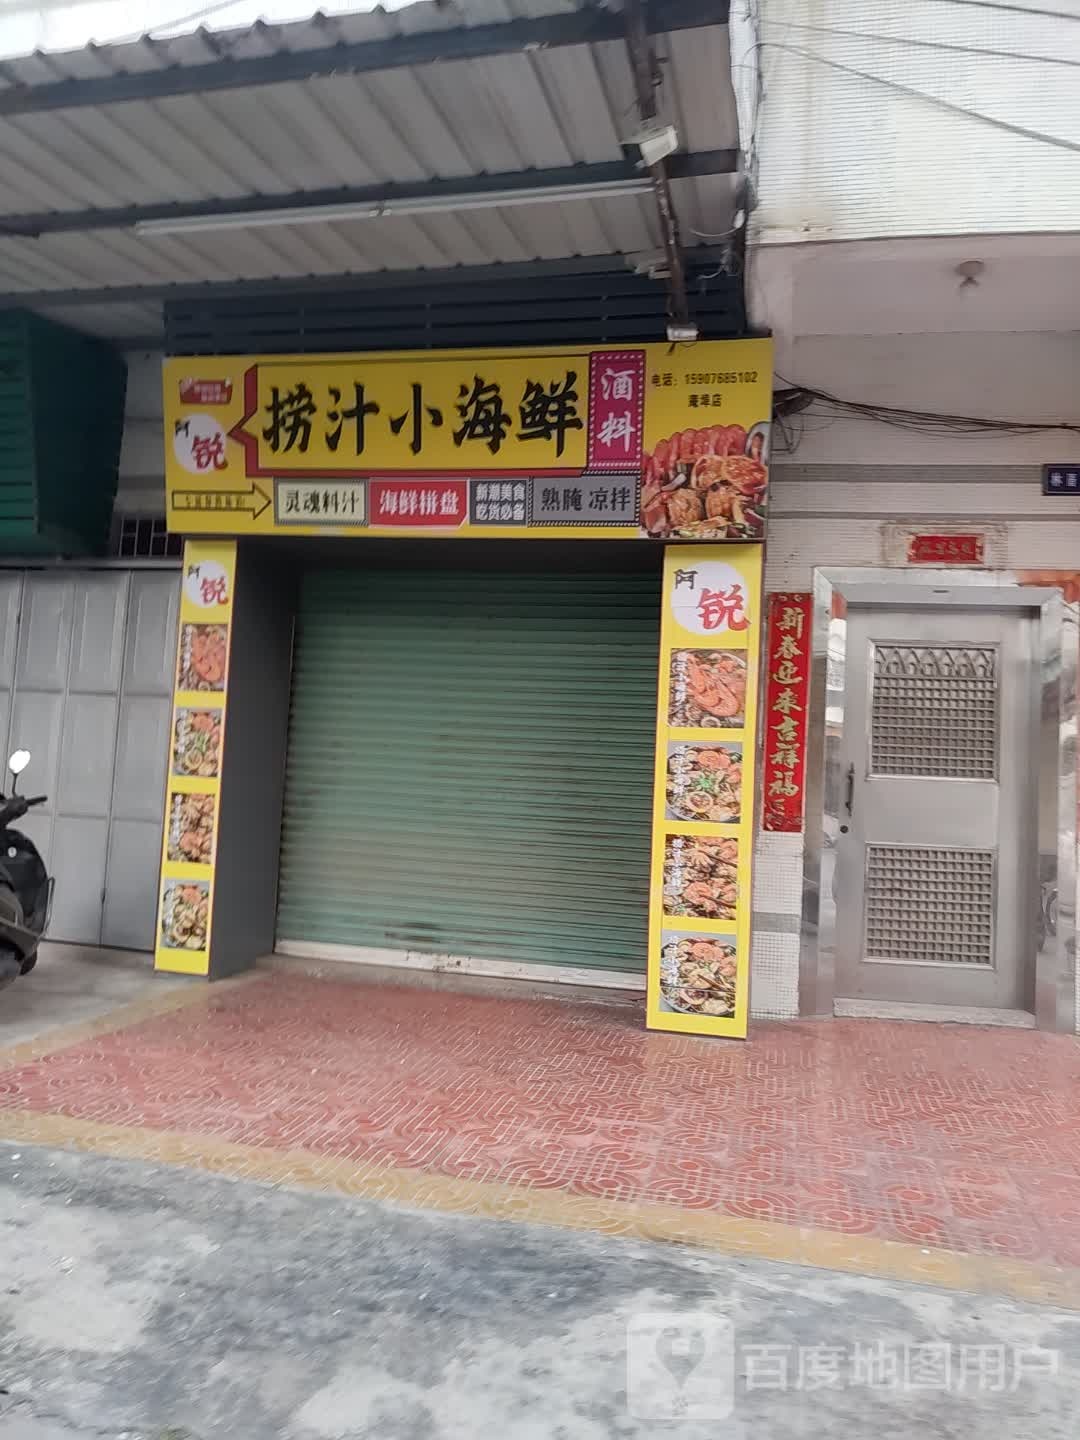 阿锐
捞汁小海鲜
酒料
电话：15907685102
庵埠店
灵魂料汁
海鲜拼盘
新潮美食
吃货必备
熟腌 凉拌
阿锐
阿锐
新春迎来吉祥福
百度地图用户